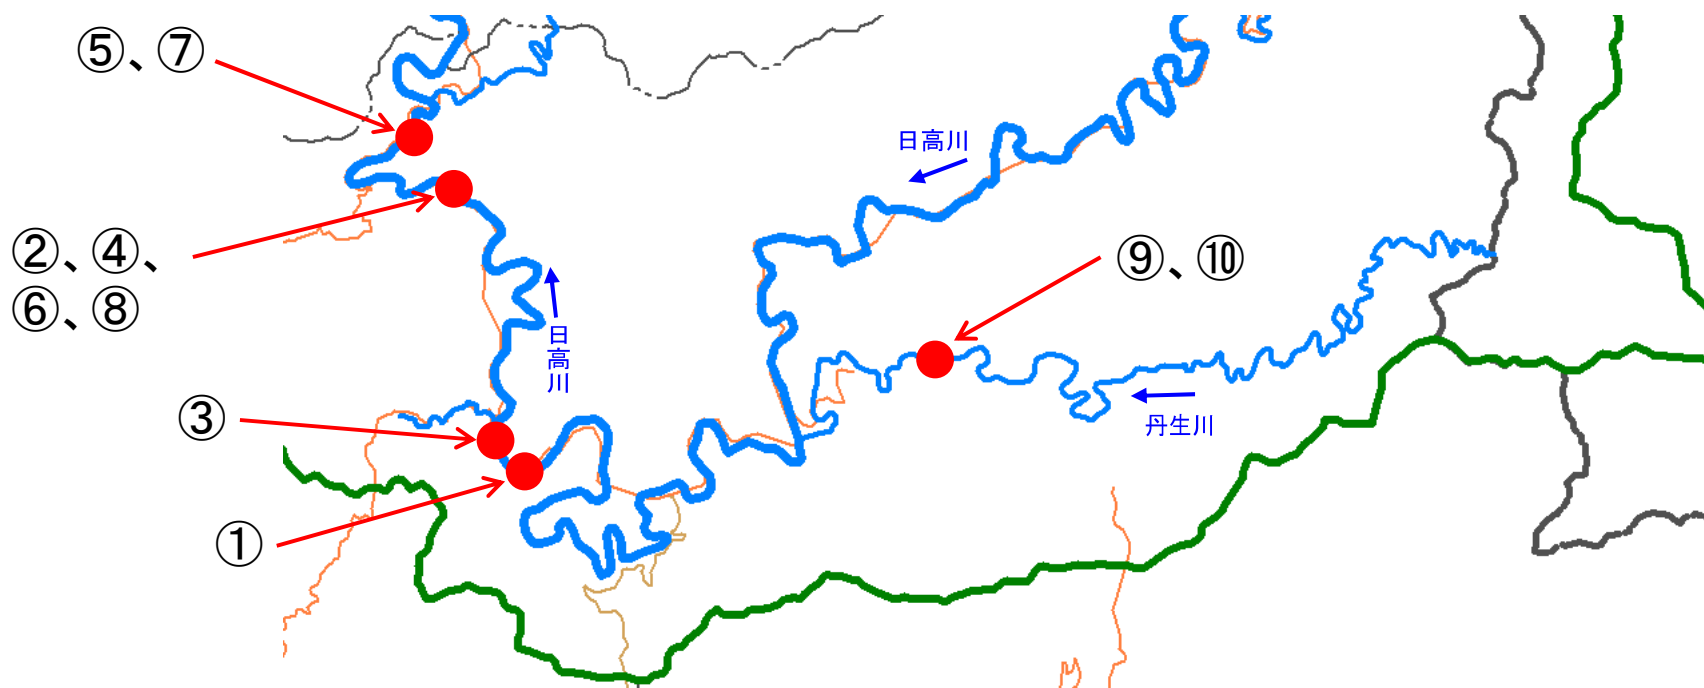 ⑤、⑦
日高川
②、④、
⑥、⑧
⑨、⑩
日高川
③
丹生川
①